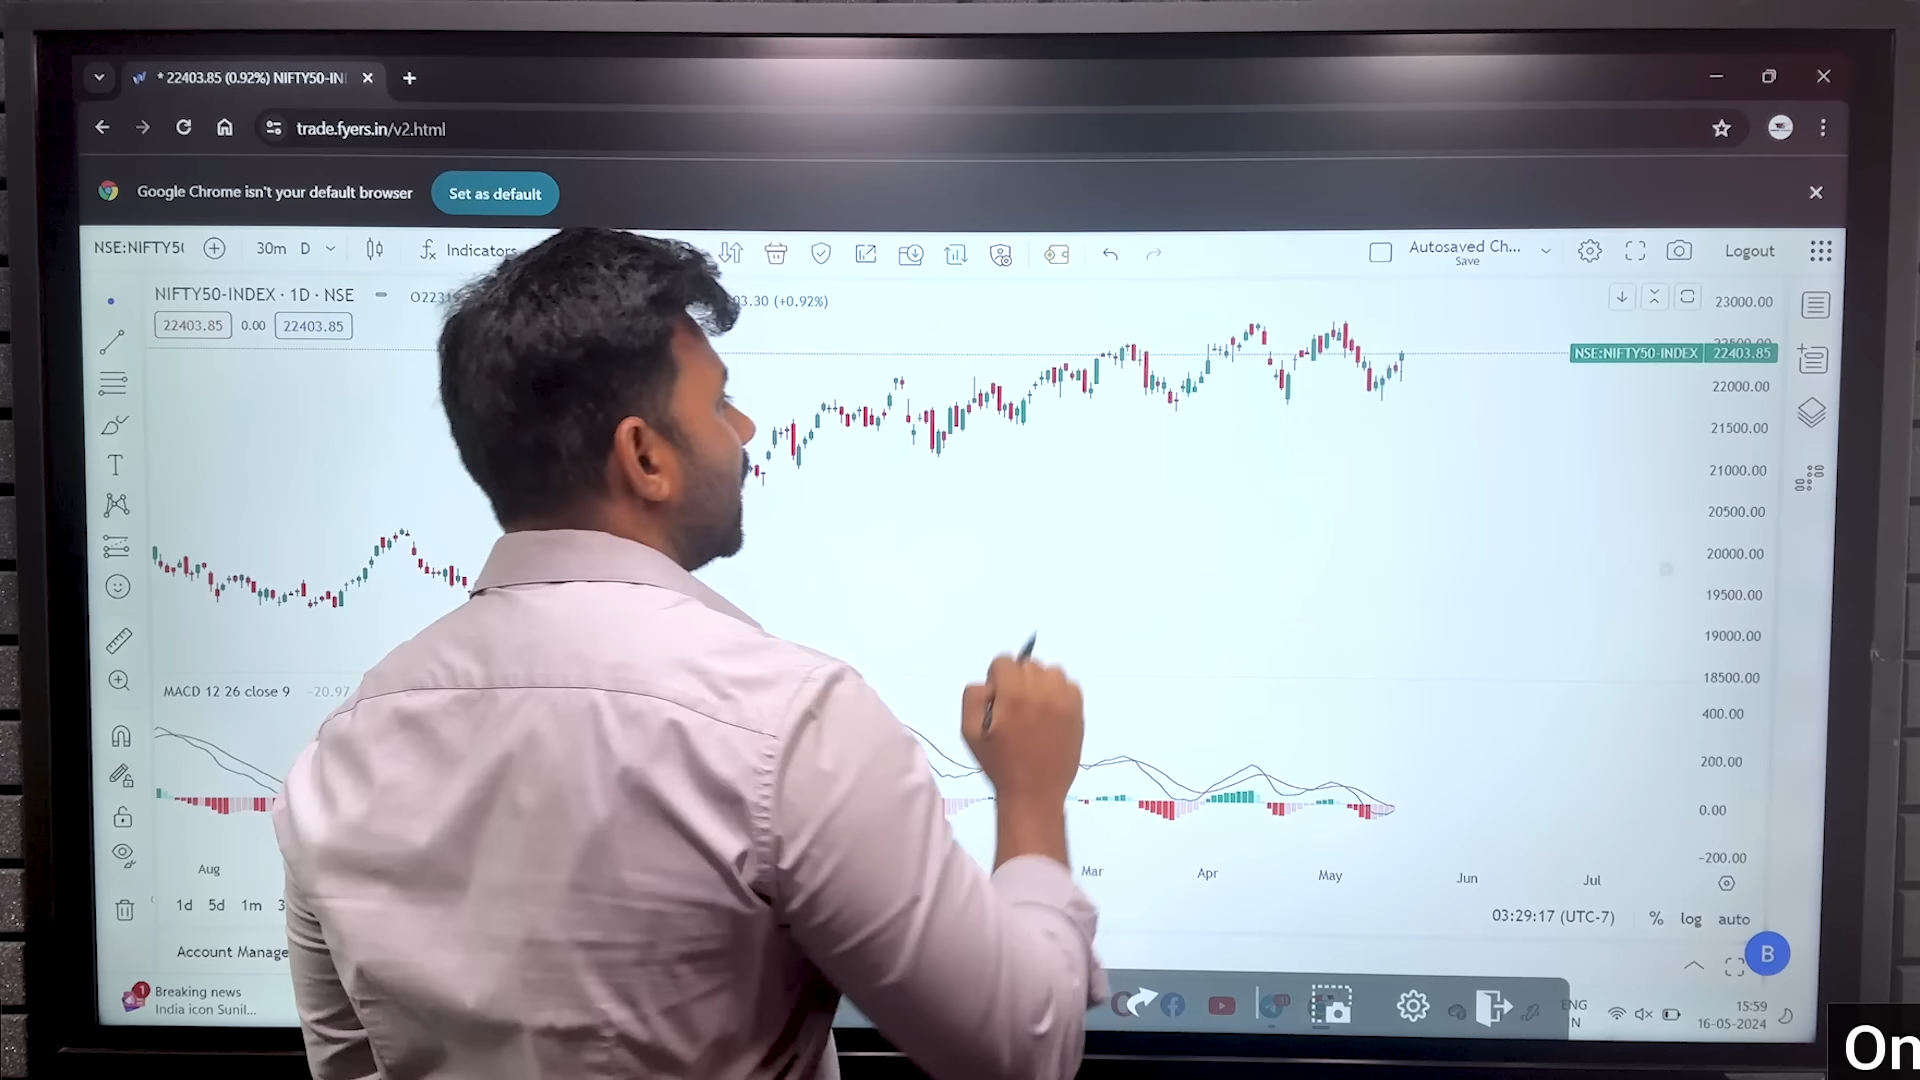 * 22403.85 (0.92%) NIFTY50-IN
trade.fyers.in/v2.html
Google Chrome isn't your default browser
Set as default
NSE:NIFTY50
30m D
Indicators
Autosaved Ch...
Save
Logout
NIFTY50-INDEX · 1D · NSE
03.30 (+0.92%)
22403.85 0.00 22403.85
23000.00
NSE:NIFTY50-INDEX 22403.85
22000.00
21500.00
21000.00
20500.00
20000.00
19500.00
19000.00
18500.00
MACD 12 26 close 9 −20.97
400.00
200.00
0.00
−200.00
Aug
Mar
Apr
May
Jun
Jul
1d 5d 1m 3
03:29:17 (UTC-7)
% log auto
Account Manage
B
1
Breaking news
India icon Sunil...
ENG
IN
15:59
16-05-2024
On